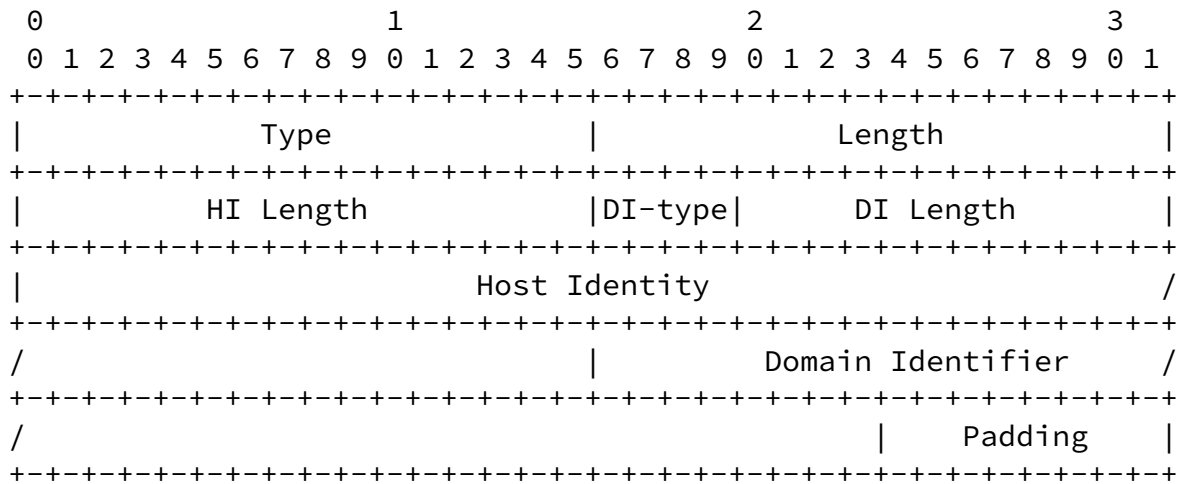 0                   1                   2                   3
 0 1 2 3 4 5 6 7 8 9 0 1 2 3 4 5 6 7 8 9 0 1 2 3 4 5 6 7 8 9 0 1
+-+-+-+-+-+-+-+-+-+-+-+-+-+-+-+-+-+-+-+-+-+-+-+-+-+-+-+-+-+-+-+-+
|             Type              |             Length            |
+-+-+-+-+-+-+-+-+-+-+-+-+-+-+-+-+-+-+-+-+-+-+-+-+-+-+-+-+-+-+-+-+
|          HI Length            |DI-type|      DI Length        |
+-+-+-+-+-+-+-+-+-+-+-+-+-+-+-+-+-+-+-+-+-+-+-+-+-+-+-+-+-+-+-+-+
|                         Host Identity                         /
+-+-+-+-+-+-+-+-+-+-+-+-+-+-+-+-+-+-+-+-+-+-+-+-+-+-+-+-+-+-+-+-+
/                               |         Domain Identifier     /
+-+-+-+-+-+-+-+-+-+-+-+-+-+-+-+-+-+-+-+-+-+-+-+-+-+-+-+-+-+-+-+-+
/                                               |    Padding    |
+-+-+-+-+-+-+-+-+-+-+-+-+-+-+-+-+-+-+-+-+-+-+-+-+-+-+-+-+-+-+-+-+